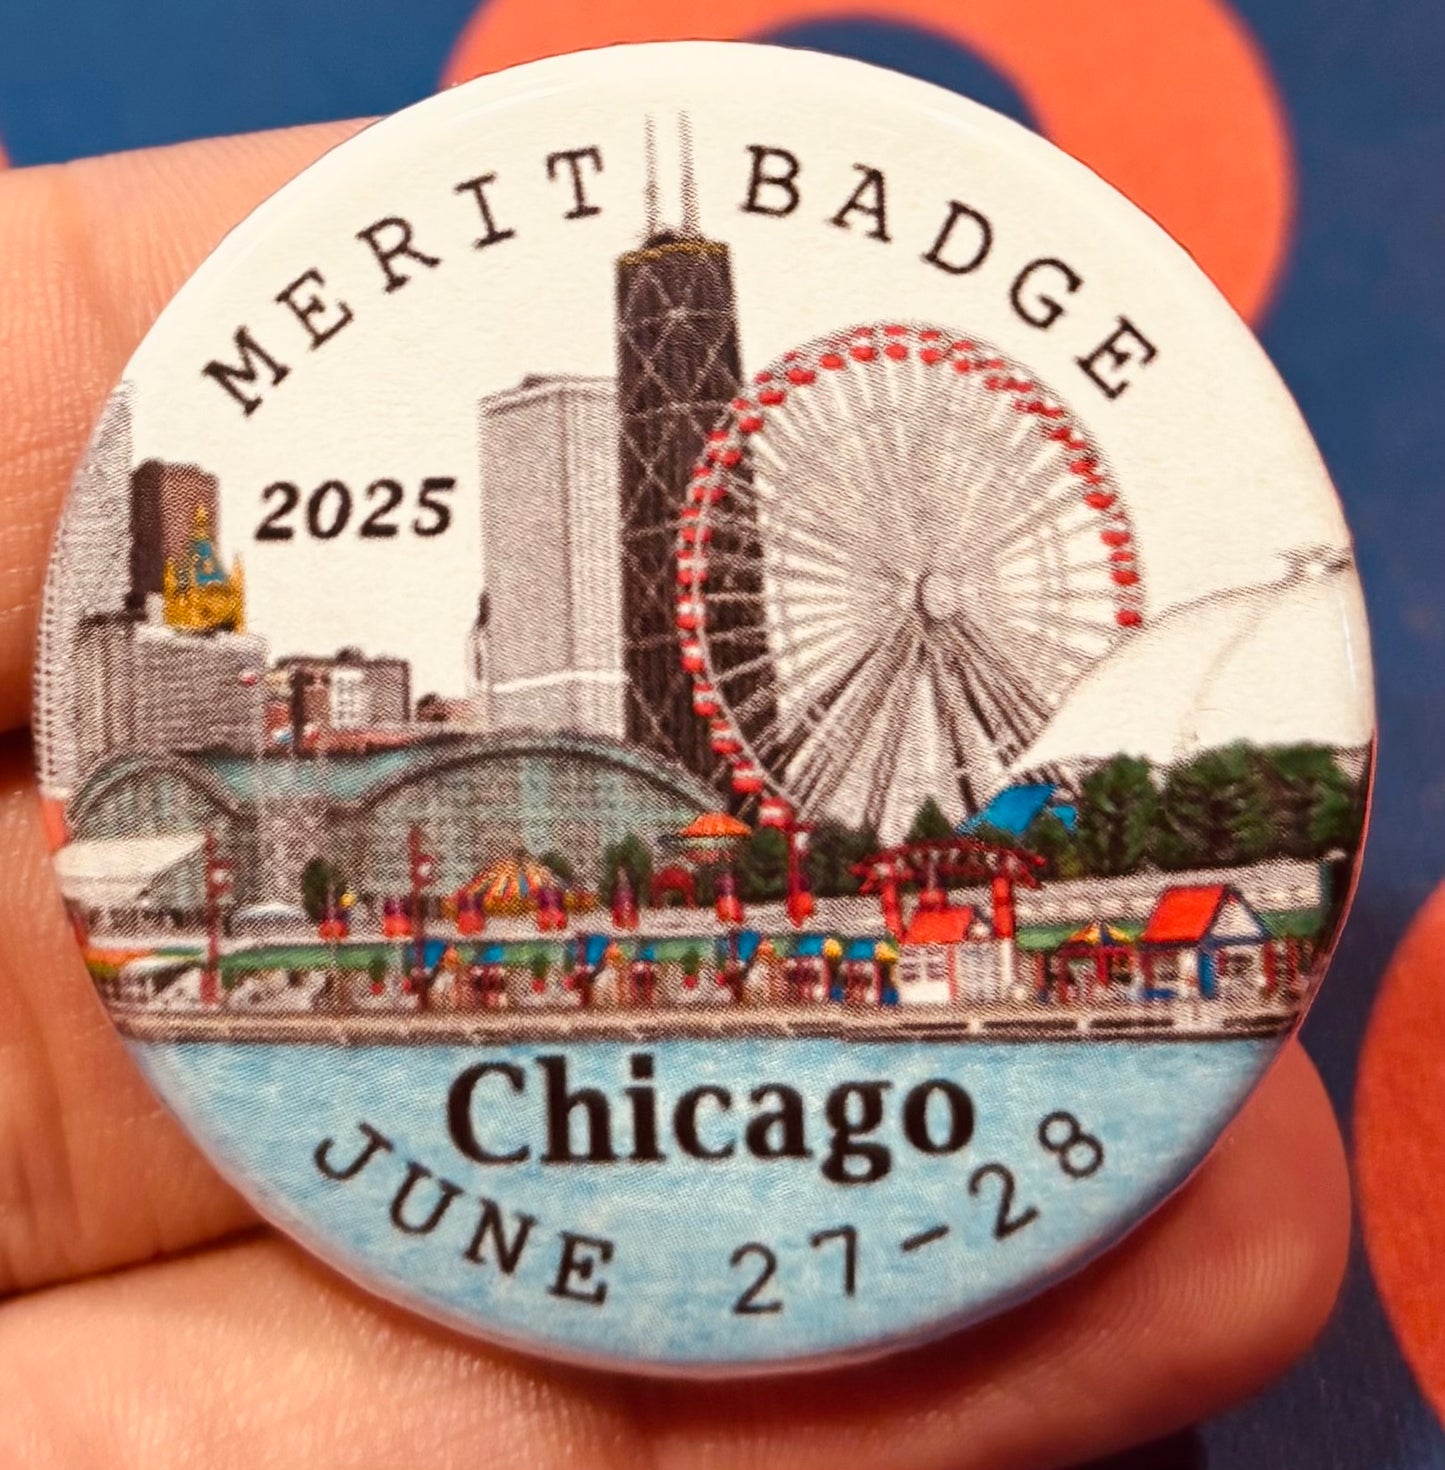 MERIT BADGE
2025
Chicago
JUNE 27-28